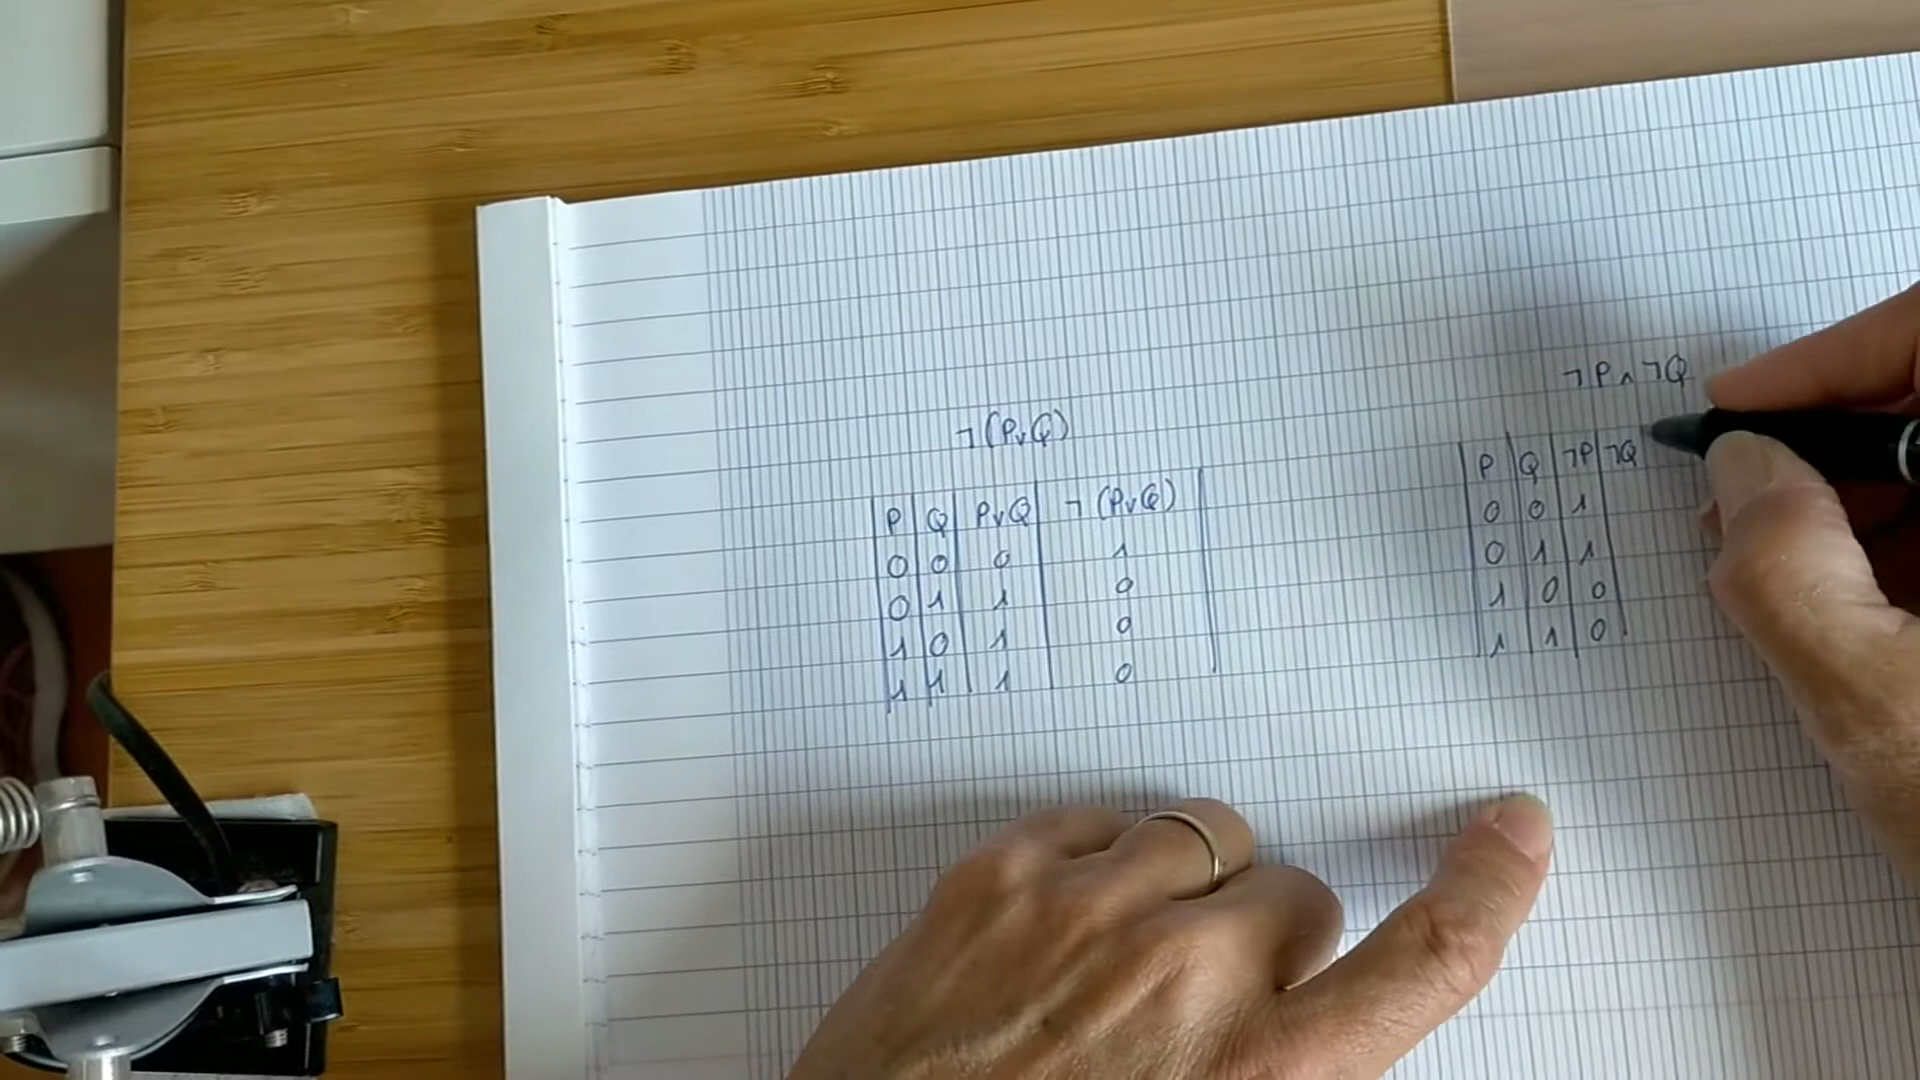 ¬(P∨Q)
P Q P∨Q ¬(P∨Q)
0 0 0 1
0 1 1 0
1 0 1 0
1 1 1 0
¬P∧¬Q
P Q ¬P ¬Q
0 0 1
0 1 1
1 0 0
1 1 0